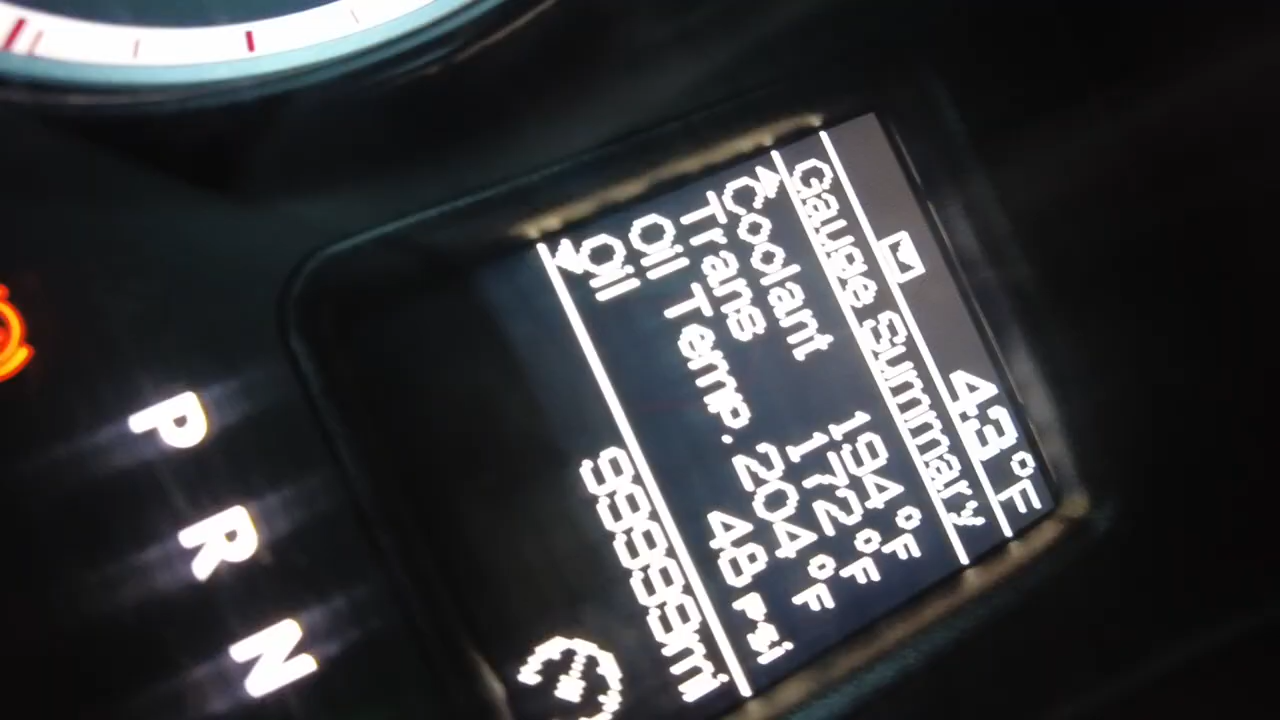 43°F
Gauge Summary
Coolant 194°F
Trans 172°F
Oil Temp. 204°F
Oil 48 psi
99999mi
P
R
N